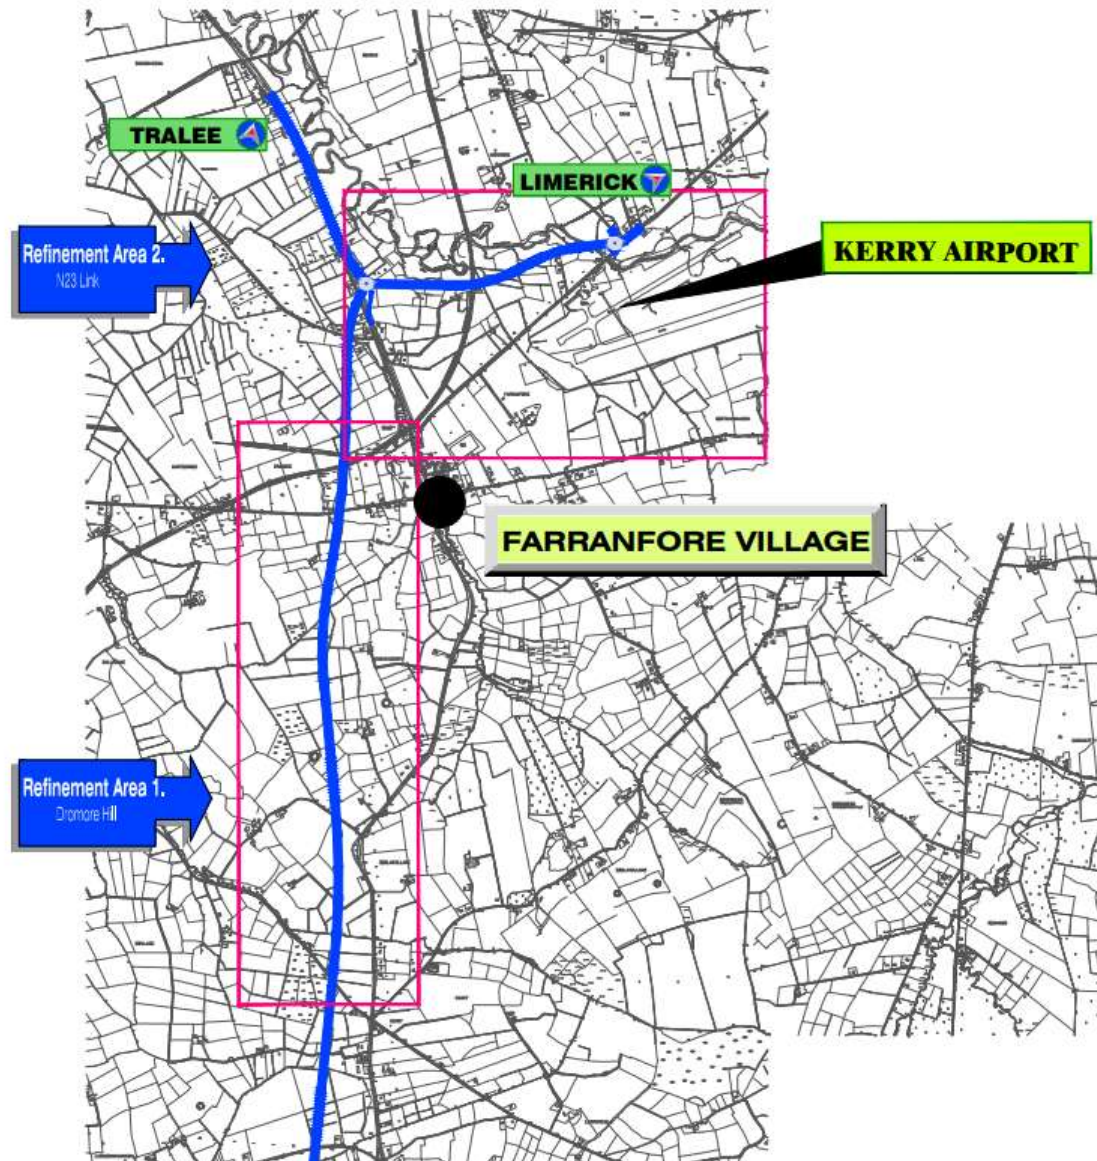 TRALEE
LIMERICK
Refinement Area 2.
N23 Link
KERRY AIRPORT
FARRANFORE VILLAGE
Refinement Area 1.
Dromore Hill